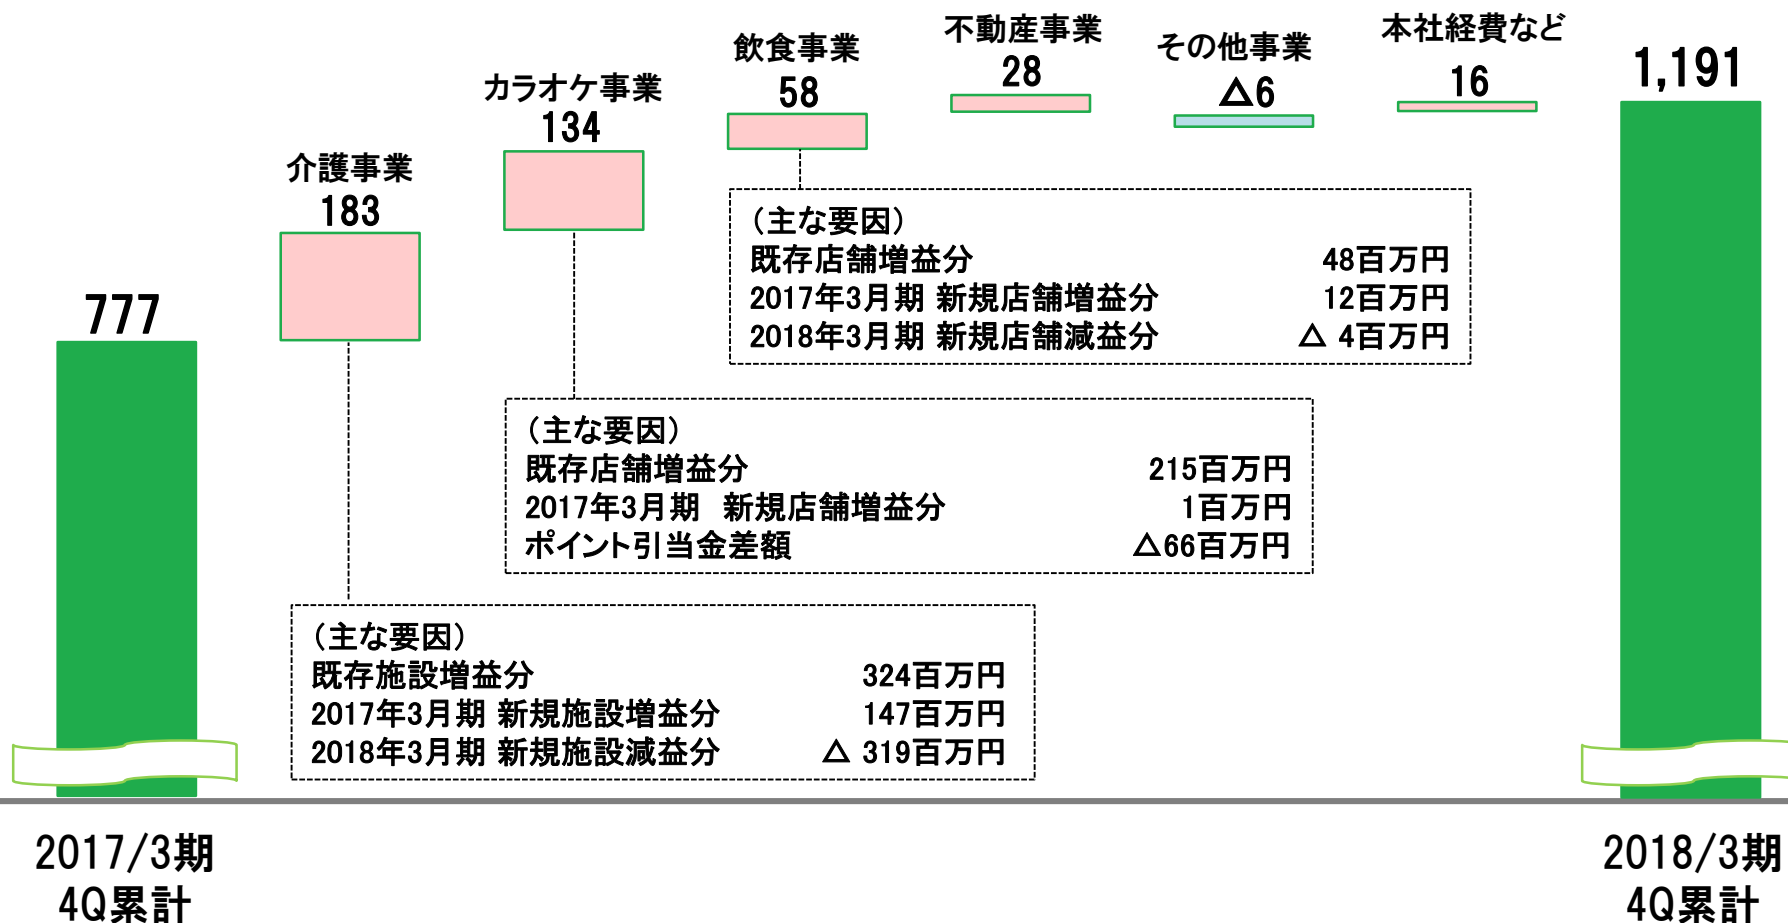 777
介護事業
183
カラオケ事業
134
飲食事業
58
不動産事業
28
その他事業
△6
本社経費など
16
1,191
（主な要因）
既存店舗増益分 48百万円
2017年3月期 新規店舗増益分 12百万円
2018年3月期 新規店舗減益分 △ 4百万円
（主な要因）
既存店舗増益分 215百万円
2017年3月期　新規店舗増益分 1百万円
ポイント引当金差額 △66百万円
（主な要因）
既存施設増益分 324百万円
2017年3月期 新規施設増益分 147百万円
2018年3月期 新規施設減益分 △ 319百万円
2017/3期
4Q累計
2018/3期
4Q累計